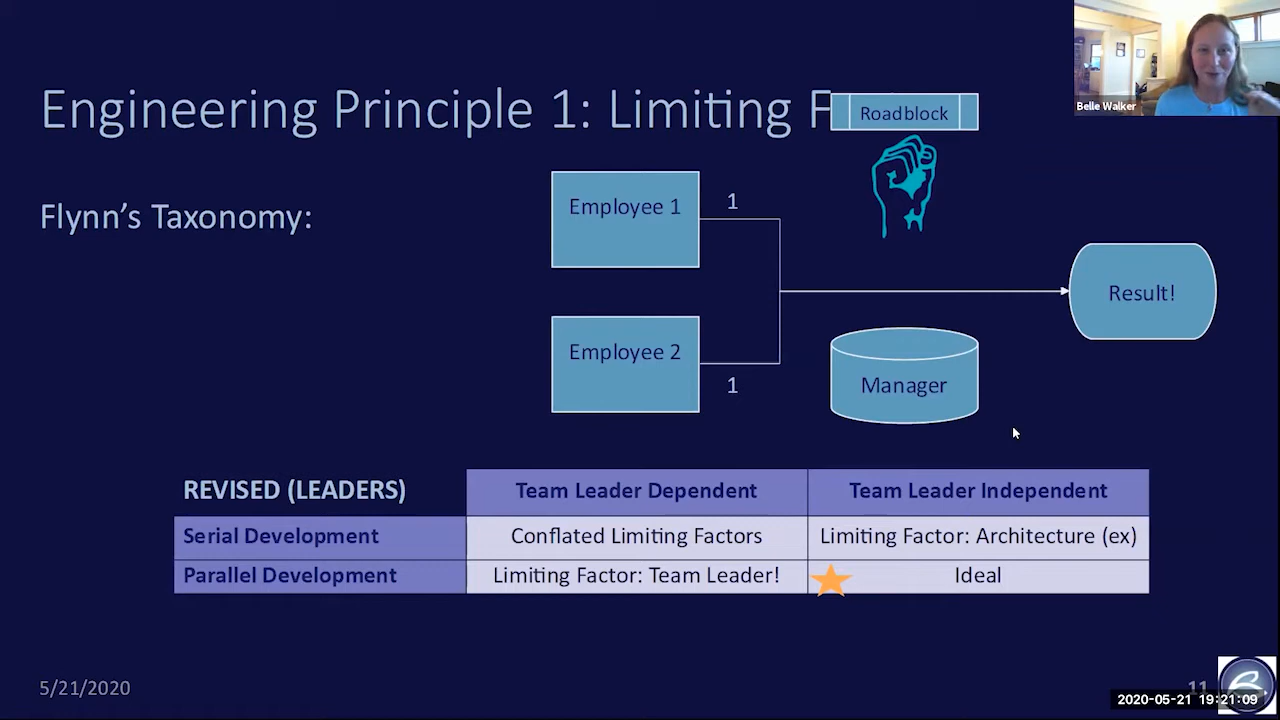 Belle Walker
Engineering Principle 1: Limiting F
Roadblock
Flynn's Taxonomy:
Employee 1
1
Result!
Employee 2
1
Manager
REVISED (LEADERS)
Team Leader Dependent
Team Leader Independent
Serial Development
Conflated Limiting Factors
Limiting Factor: Architecture (ex)
Parallel Development
Limiting Factor: Team Leader!
Ideal
5/21/2020
11
2020-05-21 19:21:09